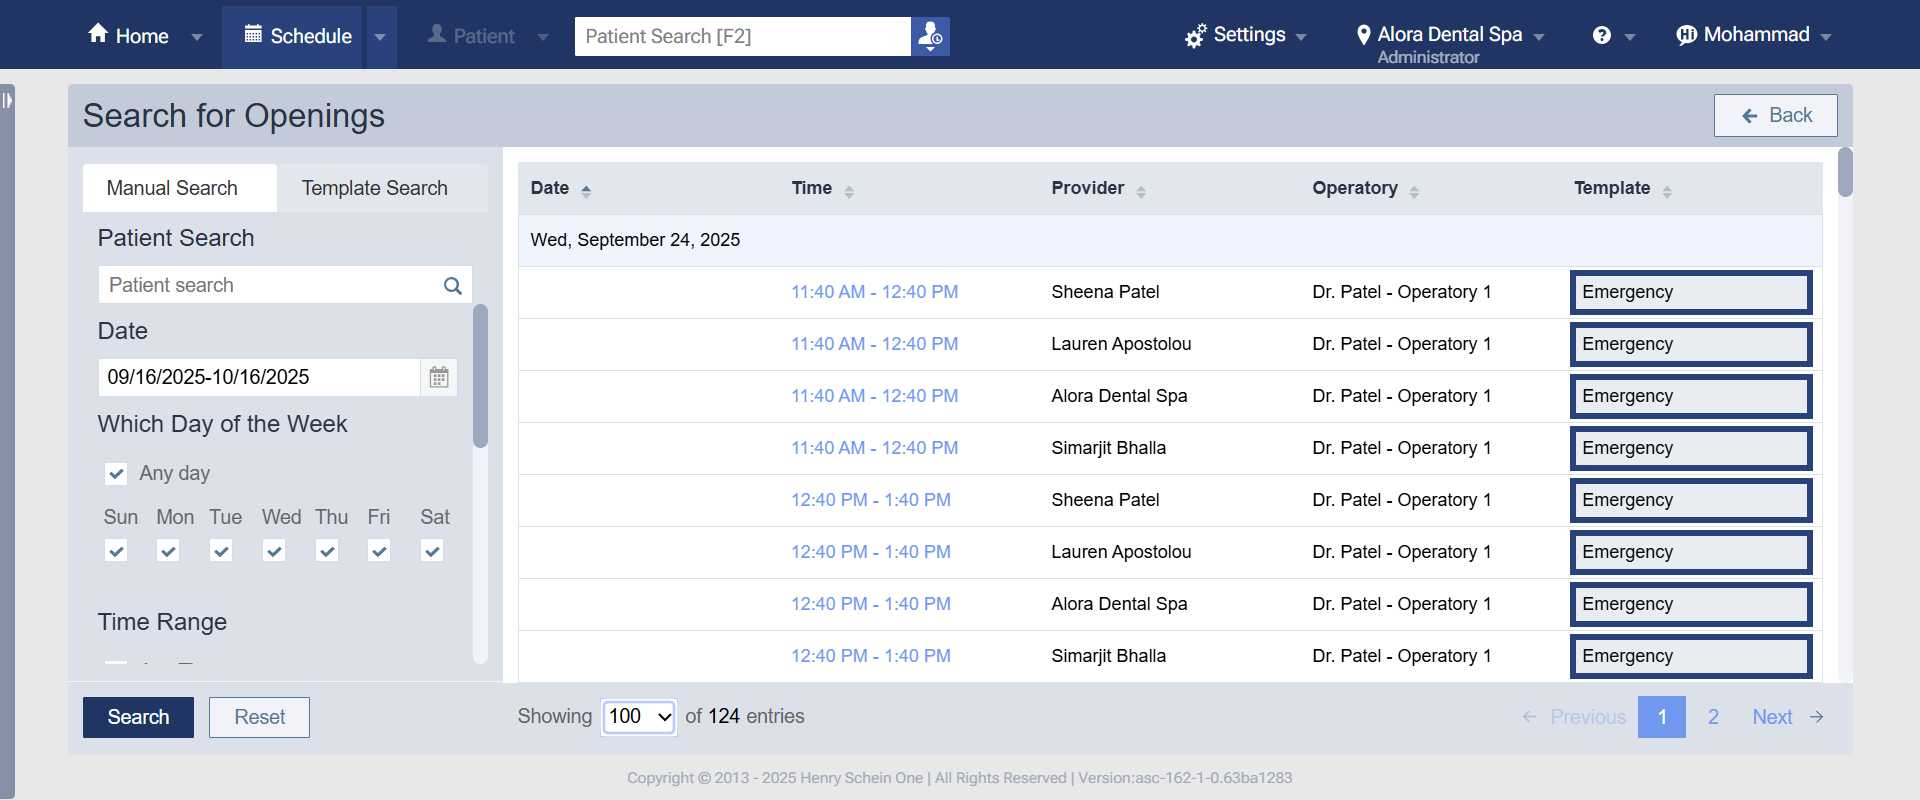 Home
Schedule
Patient
Patient Search [F2]
Settings
Alora Dental Spa
Administrator
?
Hi Mohammad
Search for Openings
Back
Manual Search
Template Search
Patient Search
Patient search
Date
09/16/2025-10/16/2025
Which Day of the Week
Any day
Sun Mon Tue Wed Thu Fri Sat
Time Range
Date Time Provider Operatory Template
Wed, September 24, 2025
11:40 AM - 12:40 PM Sheena Patel Dr. Patel - Operatory 1 Emergency
11:40 AM - 12:40 PM Lauren Apostolou Dr. Patel - Operatory 1 Emergency
11:40 AM - 12:40 PM Alora Dental Spa Dr. Patel - Operatory 1 Emergency
11:40 AM - 12:40 PM Simarjit Bhalla Dr. Patel - Operatory 1 Emergency
12:40 PM - 1:40 PM Sheena Patel Dr. Patel - Operatory 1 Emergency
12:40 PM - 1:40 PM Lauren Apostolou Dr. Patel - Operatory 1 Emergency
12:40 PM - 1:40 PM Alora Dental Spa Dr. Patel - Operatory 1 Emergency
12:40 PM - 1:40 PM Simarjit Bhalla Dr. Patel - Operatory 1 Emergency
Search
Reset
Showing 100 of 124 entries
Previous 1 2 Next
Copyright © 2013 - 2025 Henry Schein One | All Rights Reserved | Version:asc-162-1-0.63ba1283